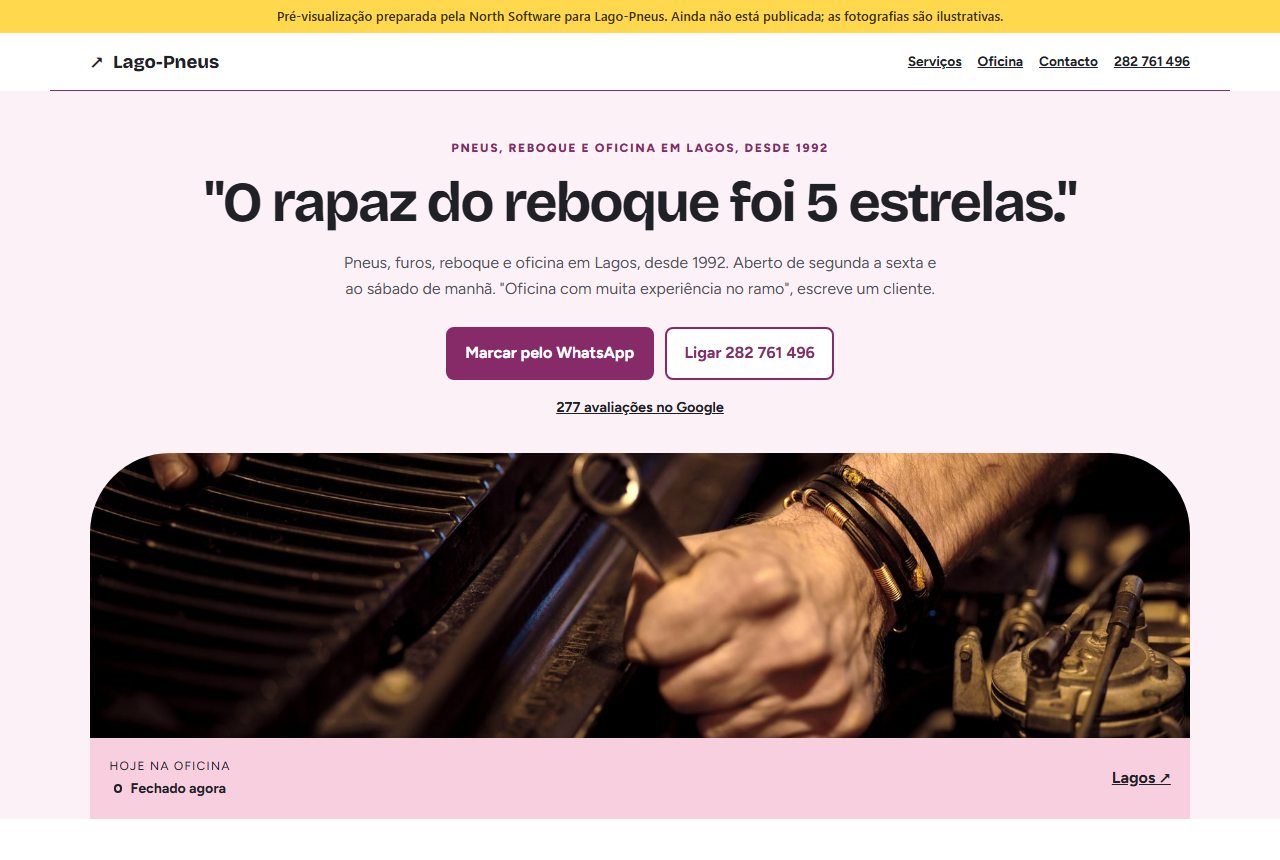 Pré-visualização preparada pela North Software para Lago-Pneus. Ainda não está publicada; as fotografias são ilustrativas.
↗ Lago-Pneus
Serviços Oficina Contacto 282 761 496
PNEUS, REBOQUE E OFICINA EM LAGOS, DESDE 1992
"O rapaz do reboque foi 5 estrelas."
Pneus, furos, reboque e oficina em Lagos, desde 1992. Aberto de segunda a sexta e
ao sábado de manhã. "Oficina com muita experiência no ramo", escreve um cliente.
Marcar pelo WhatsApp
Ligar 282 761 496
277 avaliações no Google
HOJE NA OFICINA
Fechado agora
Lagos ↗